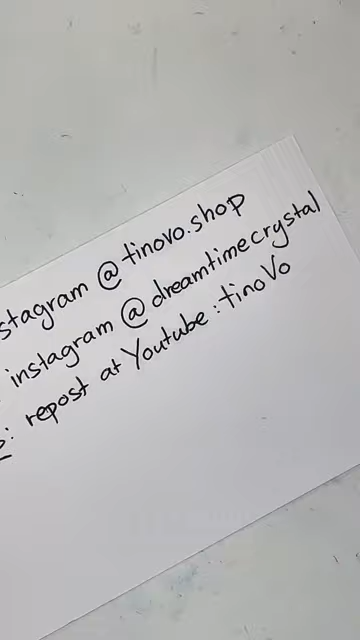 stagram @tinovo.shop
instagram @dreamtimecrystal
: repost at Youtube : tinoVo